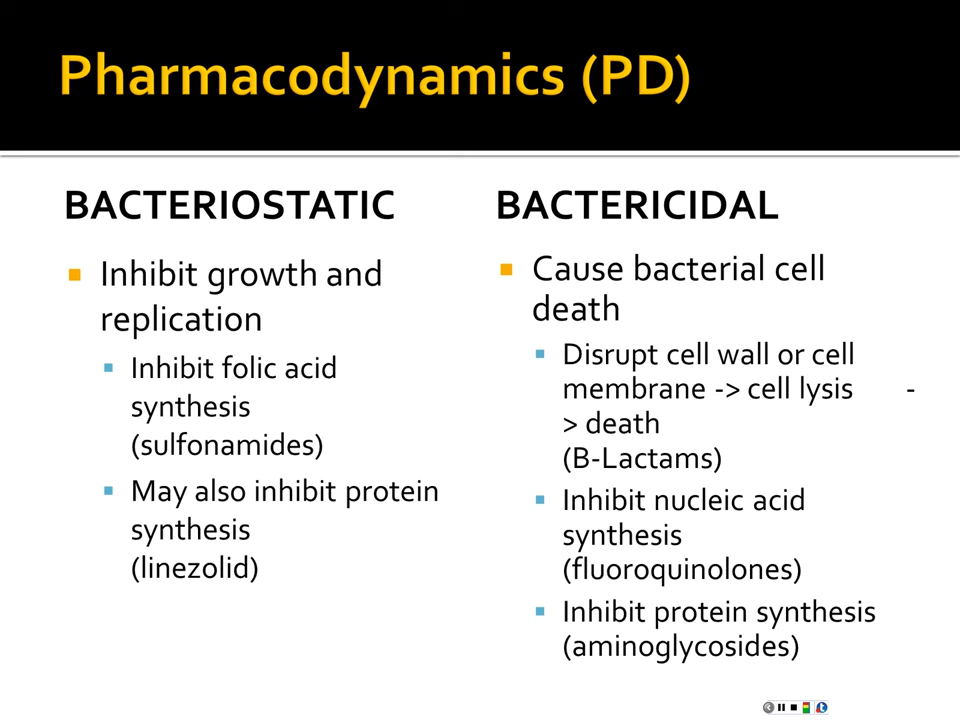 Pharmacodynamics (PD)
BACTERIOSTATIC
Inhibit growth and
replication
Inhibit folic acid
synthesis
(sulfonamides)
May also inhibit protein
synthesis
(linezolid)
BACTERICIDAL
Cause bacterial cell
death
Disrupt cell wall or cell
membrane -> cell lysis -
> death
(B-Lactams)
Inhibit nucleic acid
synthesis
(fluoroquinolones)
Inhibit protein synthesis
(aminoglycosides)